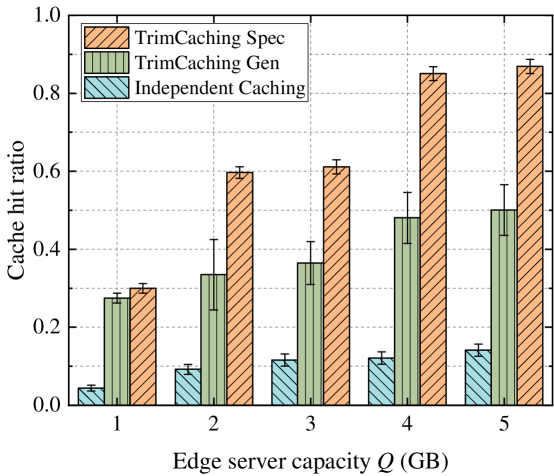 1.0
0.8
0.6
0.4
0.2
0.0
Cache hit ratio
TrimCaching Spec
TrimCaching Gen
Independent Caching
1 2 3 4 5
Edge server capacity Q (GB)